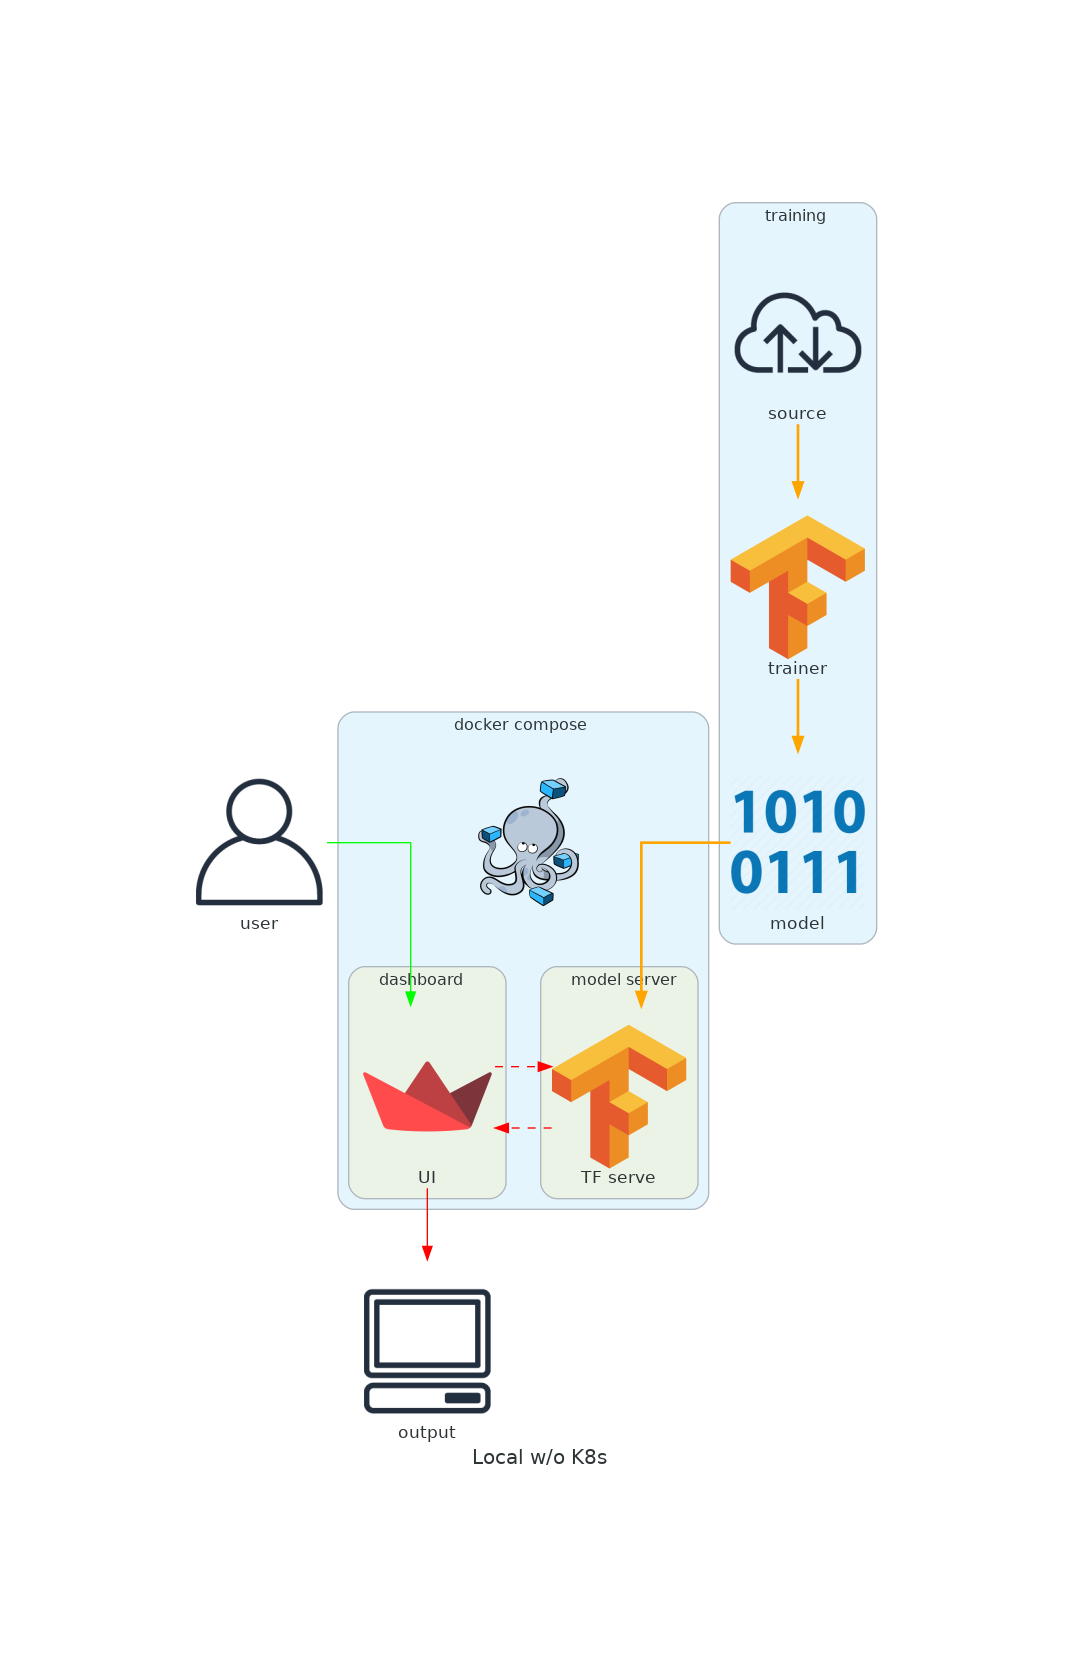 training
source
trainer
docker compose
1010
0111
user
model
dashboard
model server
UI
TF serve
output
Local w/o K8s